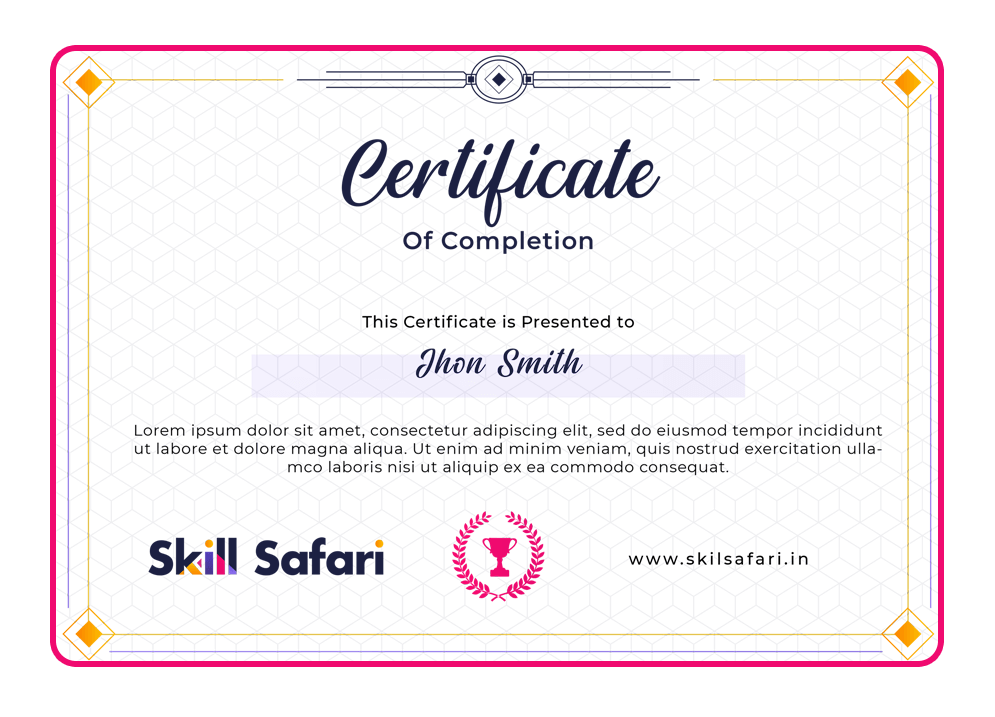 Certificate
Of Completion
This Certificate is Presented to
Jhon Smith
Lorem ipsum dolor sit amet, consectetur adipiscing elit, sed do eiusmod tempor incididunt
ut labore et dolore magna aliqua. Ut enim ad minim veniam, quis nostrud exercitation ulla-
mco laboris nisi ut aliquip ex ea commodo consequat.
Skill Safari
www.skilsafari.in